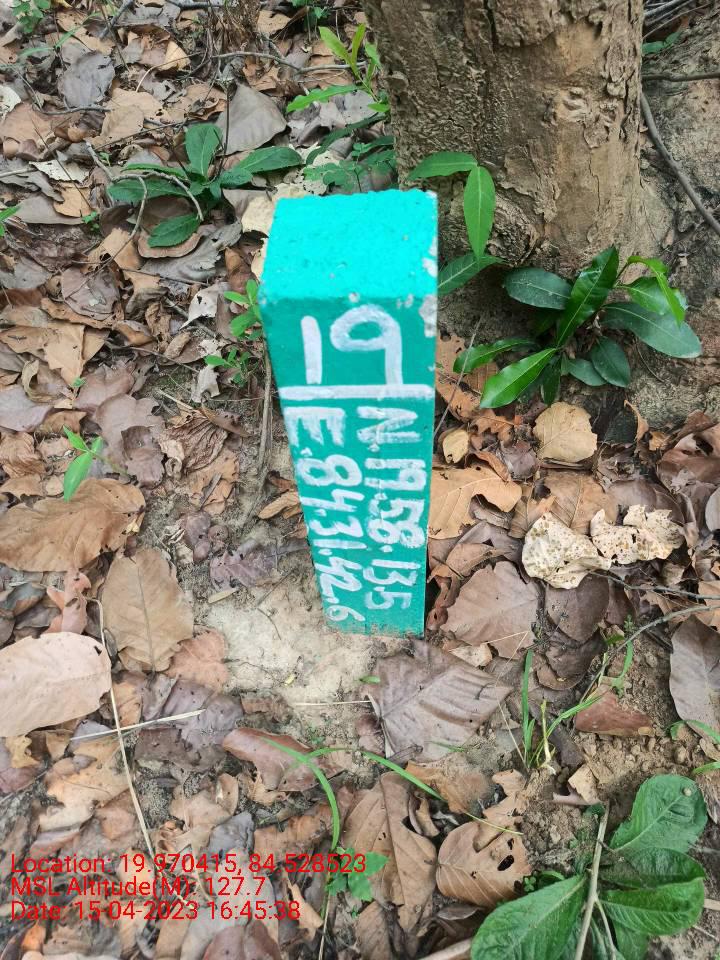 N.19.58.135
E.84.31.42.6
Location: 19.970415, 84.528523
MSL Altitude(M): 127.7
Date: 15-04-2023 16:45:38